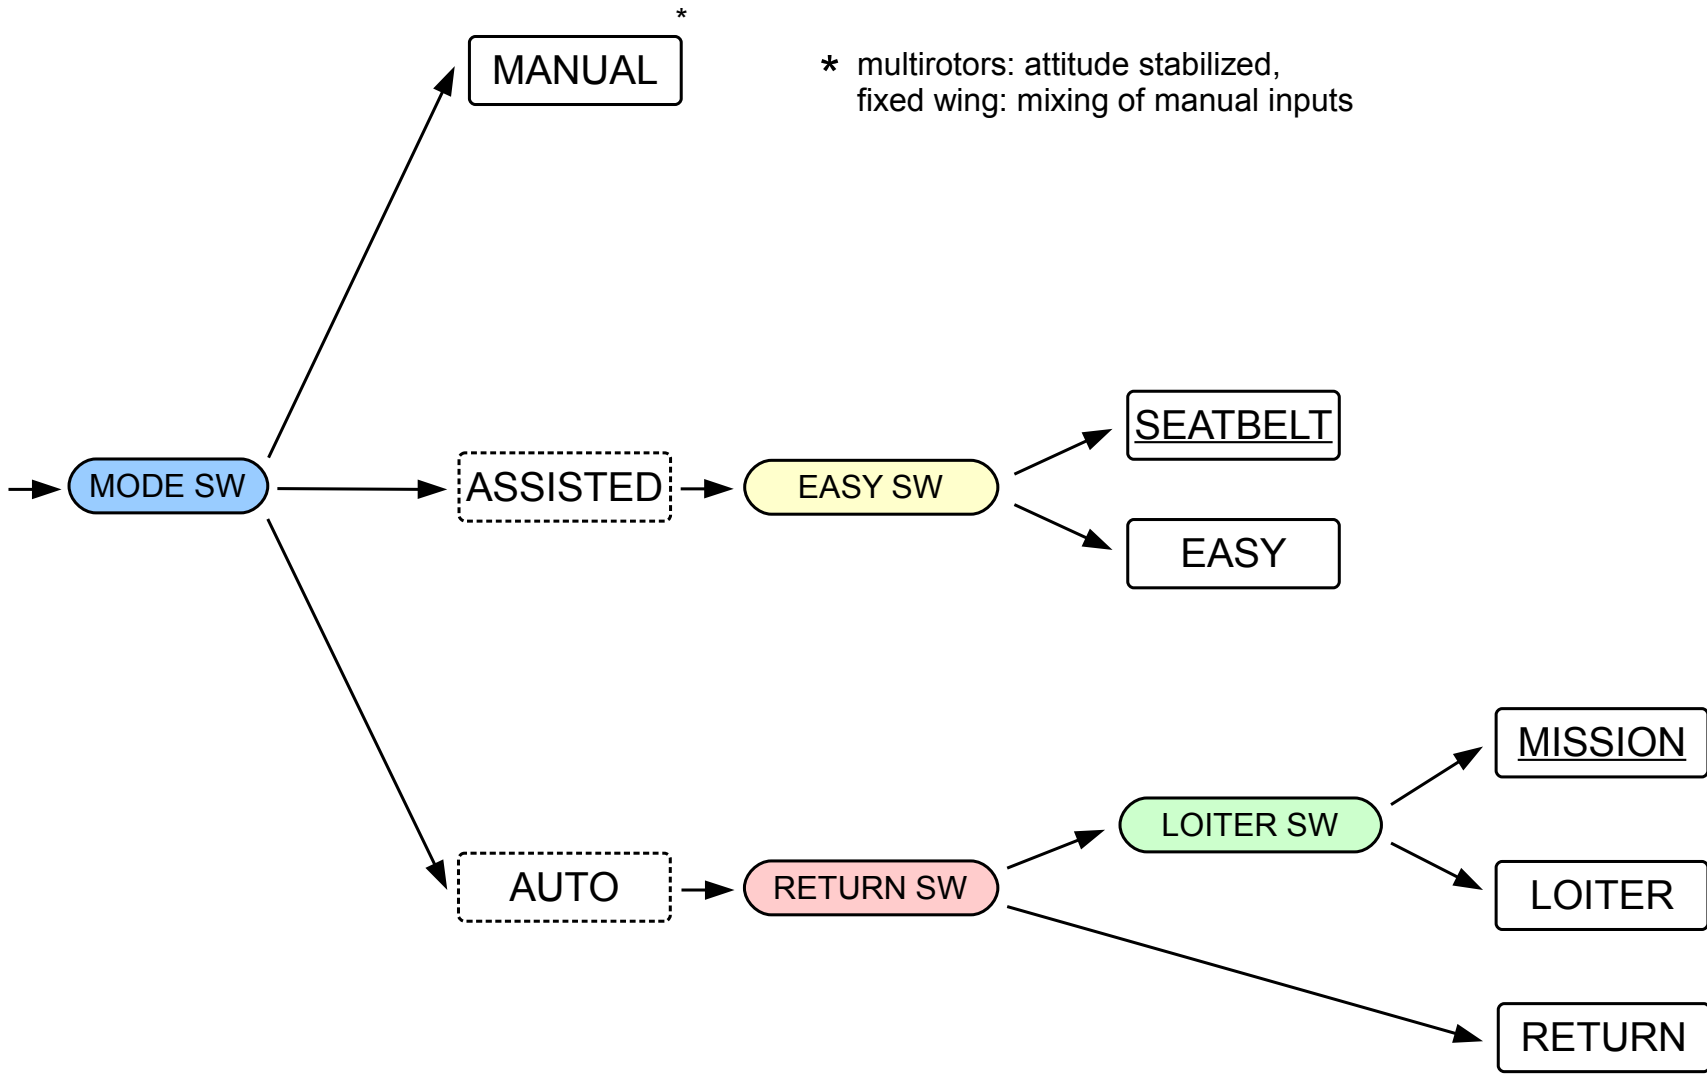 *
MANUAL
* multirotors: attitude stabilized,
fixed wing: mixing of manual inputs
SEATBELT
MODE SW
ASSISTED
EASY SW
EASY
MISSION
LOITER SW
AUTO
RETURN SW
LOITER
RETURN